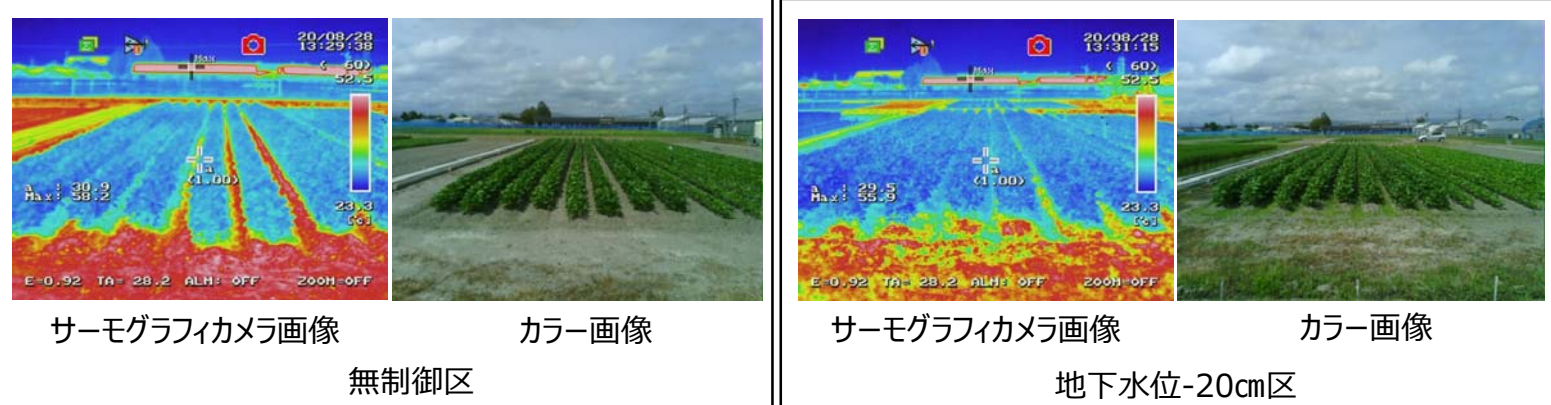 20/08/28
13:29:38
Max
( 60)
52.5
a
(1.00)
a : 30.9
Max: 58.2
23.3
[℃]
E=0.92 TA= 28.2 ALM: OFF ZOOM=OFF
サーモグラフィカメラ画像
カラー画像
無制御区
20/08/28
13:31:15
Max
( 60)
52.5
a
(1.00)
a : 29.5
Max: 55.9
23.3
[℃]
E=0.92 TA= 28.2 ALM: OFF ZOOM=OFF
サーモグラフィカメラ画像
カラー画像
地下水位-20㎝区